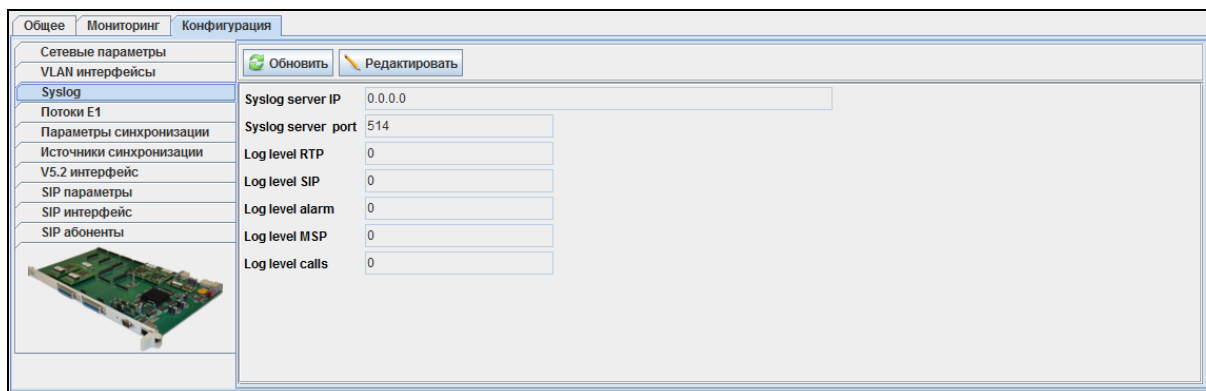 Общее Мониторинг Конфигурация
Сетевые параметры
VLAN интерфейсы
Syslog
Потоки E1
Параметры синхронизации
Источники синхронизации
V5.2 интерфейс
SIP параметры
SIP интерфейс
SIP абоненты
Обновить Редактировать
Syslog server IP 0.0.0.0
Syslog server port 514
Log level RTP 0
Log level SIP 0
Log level alarm 0
Log level MSP 0
Log level calls 0